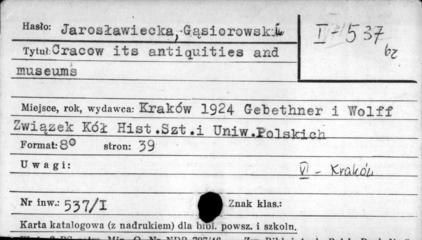 Hasło: Jarosławiecka, Gąsiorowski
I-537
bz
Tytuł: Cracow its antiquities and
museums
Miejsce, rok, wydawca: Kraków 1924 Gebethner i Wolff
Związek Kół Hist.Szt.i Uniw.Polskich
Format: 8° stron: 39
Uwagi:
VI - Kraków
Nr inw.: 537/I Znak klas.:
Karta katalogowa (z nadrukiem) dla bibl. powsz. i szkoln.